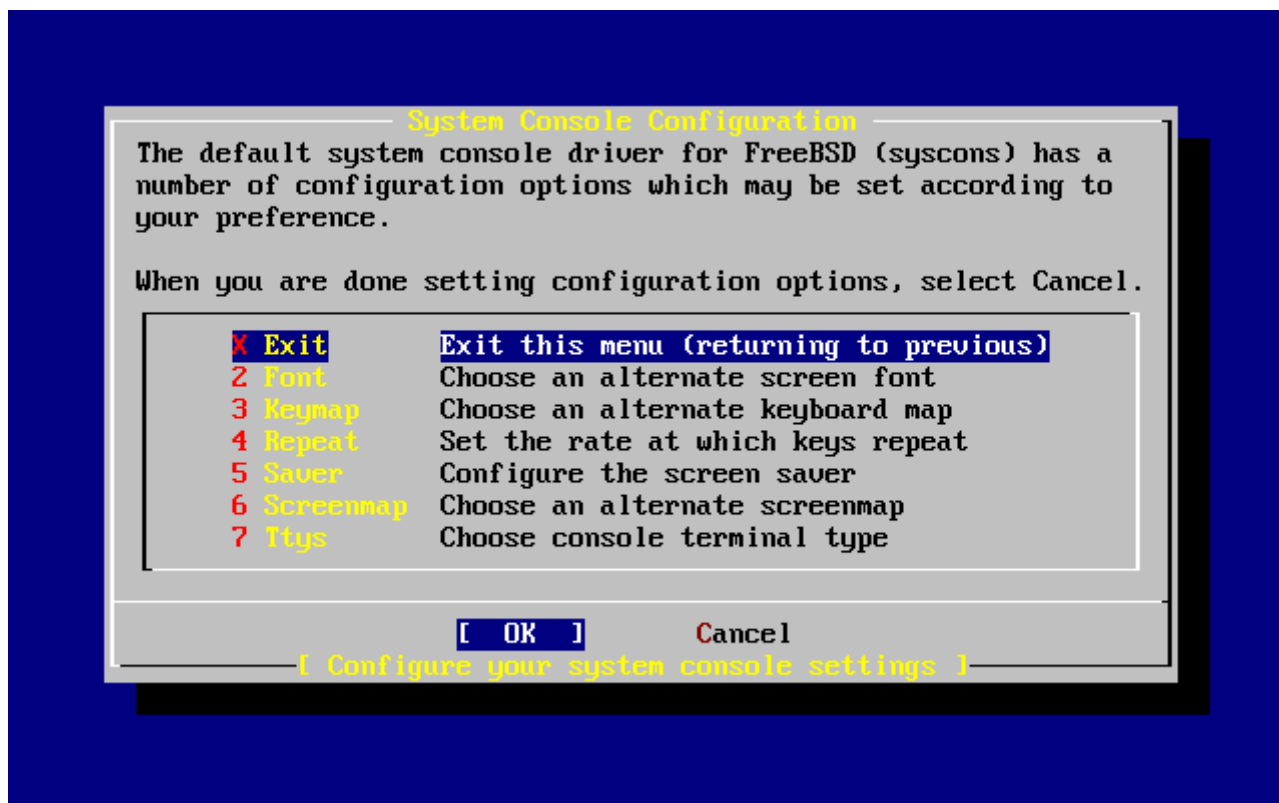 System Console Configuration
The default system console driver for FreeBSD (syscons) has a
number of configuration options which may be set according to
your preference.
When you are done setting configuration options, select Cancel.
X Exit Exit this menu (returning to previous)
2 Font Choose an alternate screen font
3 Keymap Choose an alternate keyboard map
4 Repeat Set the rate at which keys repeat
5 Saver Configure the screen saver
6 Screenmap Choose an alternate screenmap
7 Ttys Choose console terminal type
[ OK ] Cancel
[ Configure your system console settings ]